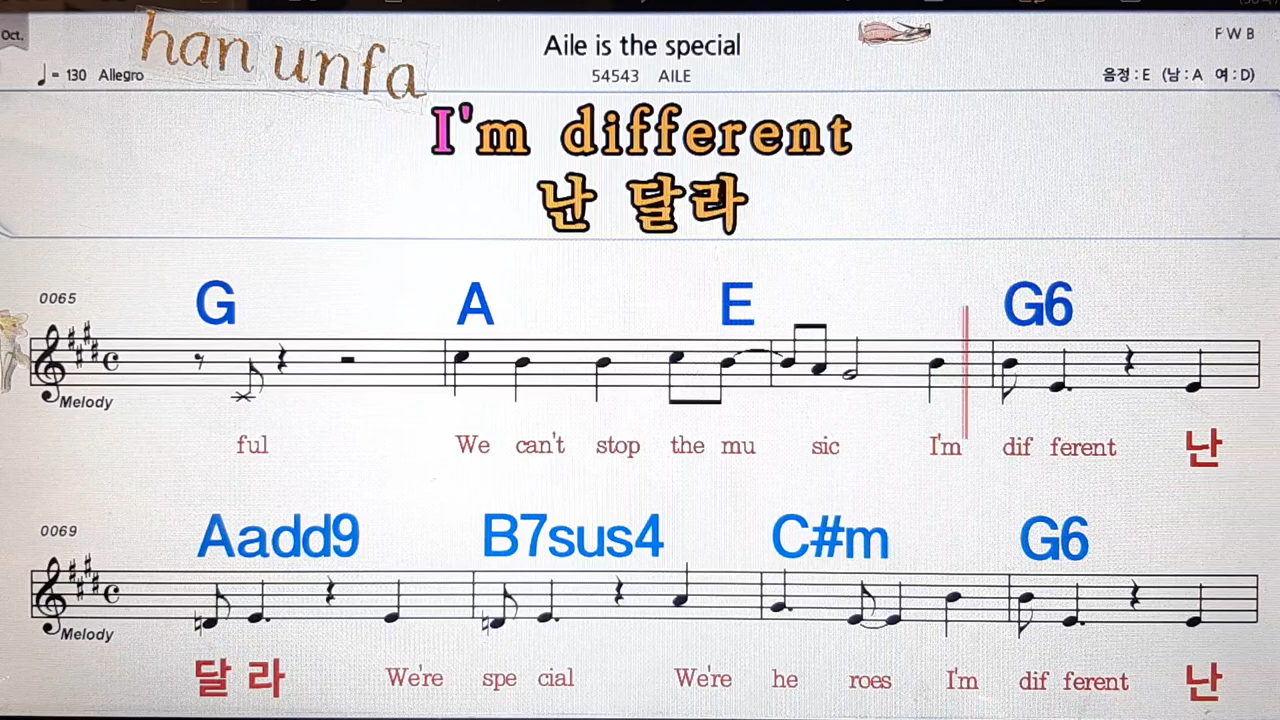 Oct.
han unfa
Aile is the special
F W B
♩= 130 Allegro
54543 AILE
음정 : E (남 : A 여 : D)
I'm different
난 달라
0065
G A E G6
Melody
ful We can't stop the mu sic I'm dif ferent 난
0069
Aadd9 B7sus4 C#m G6
Melody
달 라 We're spe cial We're he roes I'm dif ferent 난